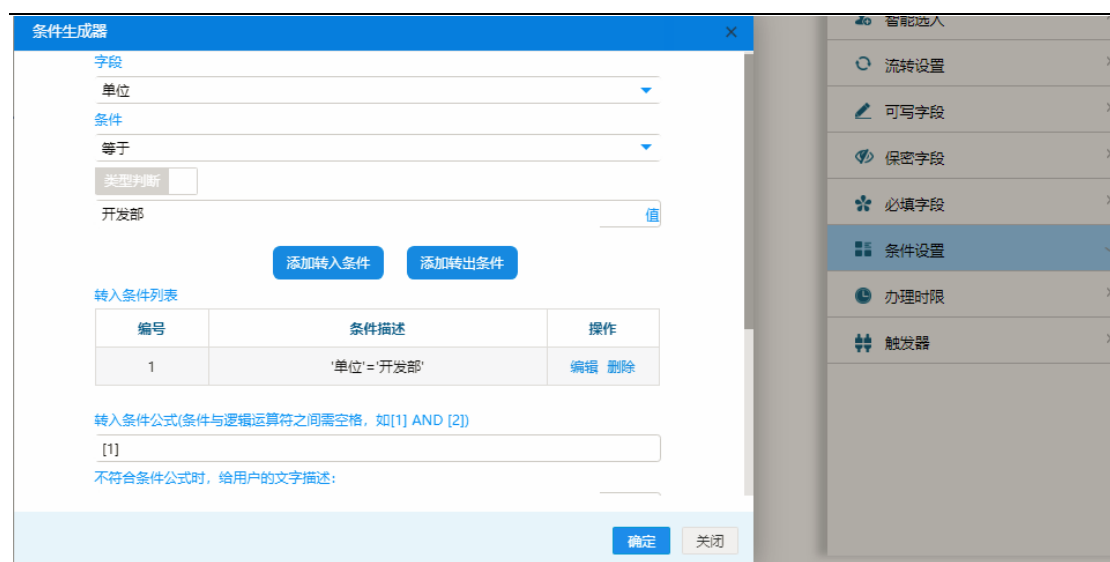 条件生成器
×
字段
单位
条件
等于
类型判断
开发部
值
添加转入条件 添加转出条件
转入条件列表
编号 条件描述 操作
1 '单位'='开发部' 编辑 删除
转入条件公式(条件与逻辑运算符之间需空格，如[1] AND [2])
[1]
不符合条件公式时，给用户的文字描述：
确定 关闭
智能选人
流转设置
可写字段
保密字段
必填字段
条件设置
办理时限
触发器